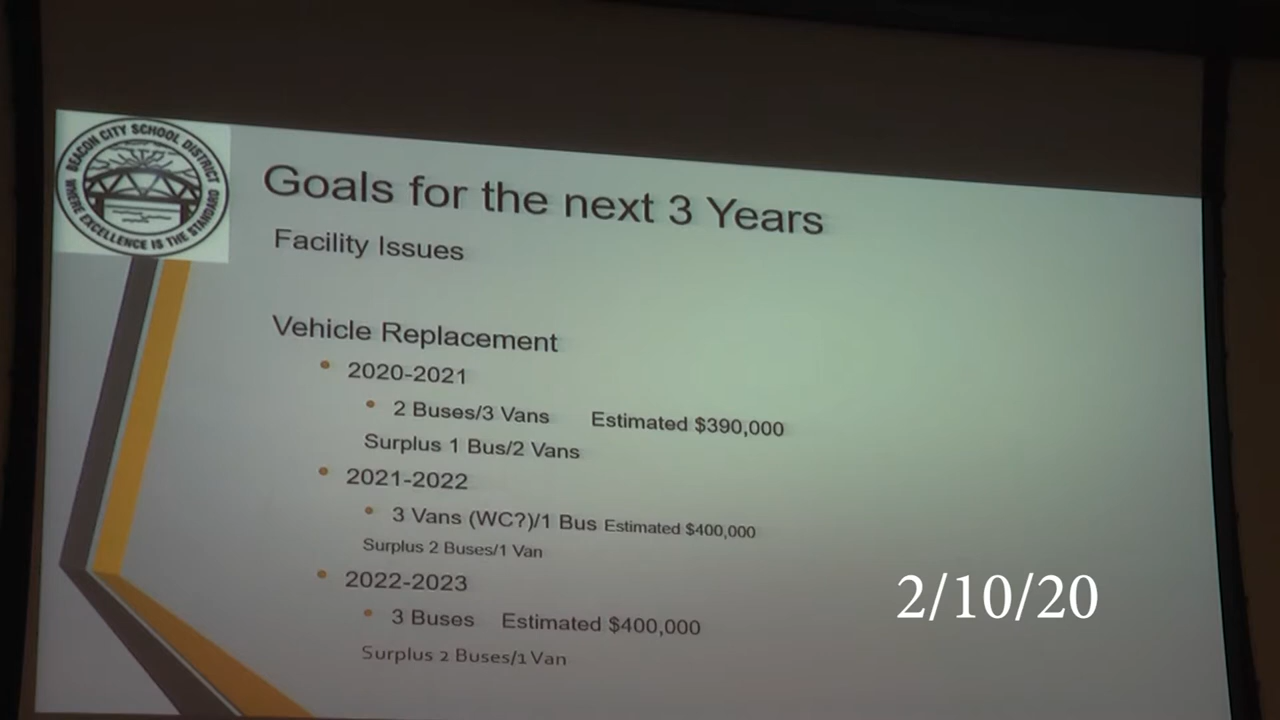 BEACON CITY SCHOOL DISTRICT
WHERE EXCELLENCE IS THE STANDARD
Goals for the next 3 Years
Facility Issues
Vehicle Replacement
• 2020-2021
• 2 Buses/3 Vans Estimated $390,000
Surplus 1 Bus/2 Vans
• 2021-2022
• 3 Vans (WC?)/1 Bus Estimated $400,000
Surplus 2 Buses/1 Van
• 2022-2023
• 3 Buses Estimated $400,000
Surplus 2 Buses/1 Van
2/10/20